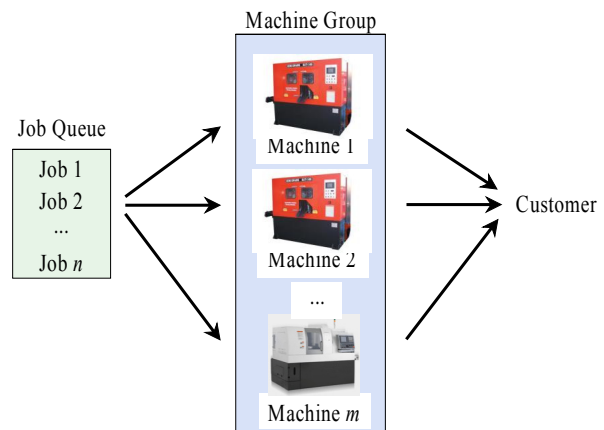 Machine Group
Job Queue
Job 1
Job 2
...
Job n
Machine 1
Machine 2
...
Machine m
Customer